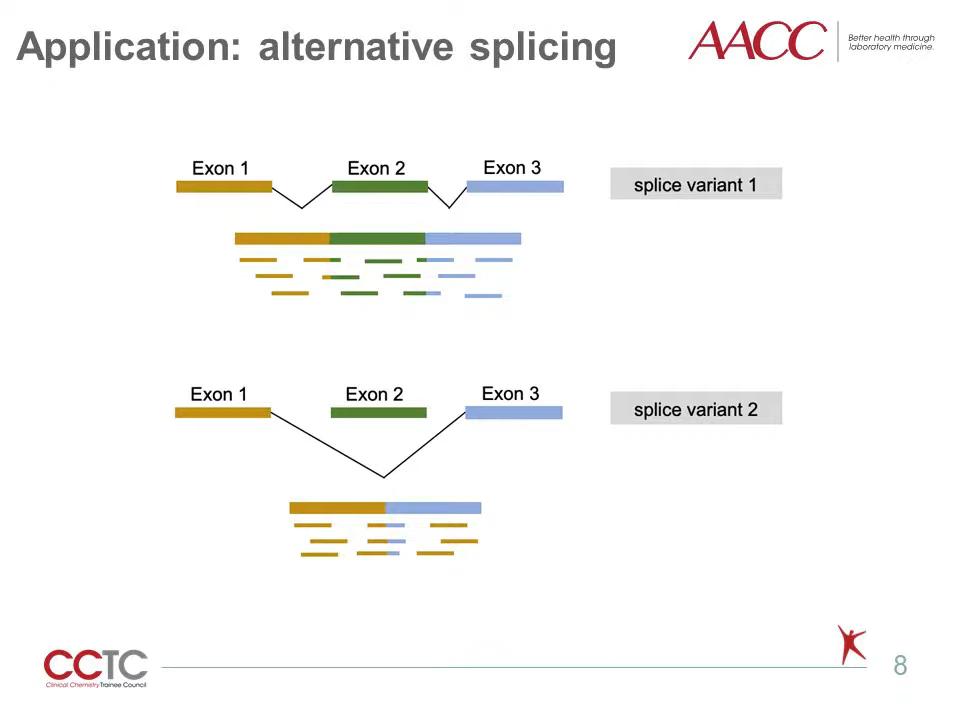 Application: alternative splicing
AACC
Better health through
laboratory medicine.
Exon 1
Exon 2
Exon 3
splice variant 1
Exon 1
Exon 2
Exon 3
splice variant 2
CCTC
Clinical Chemistry Trainee Council
8